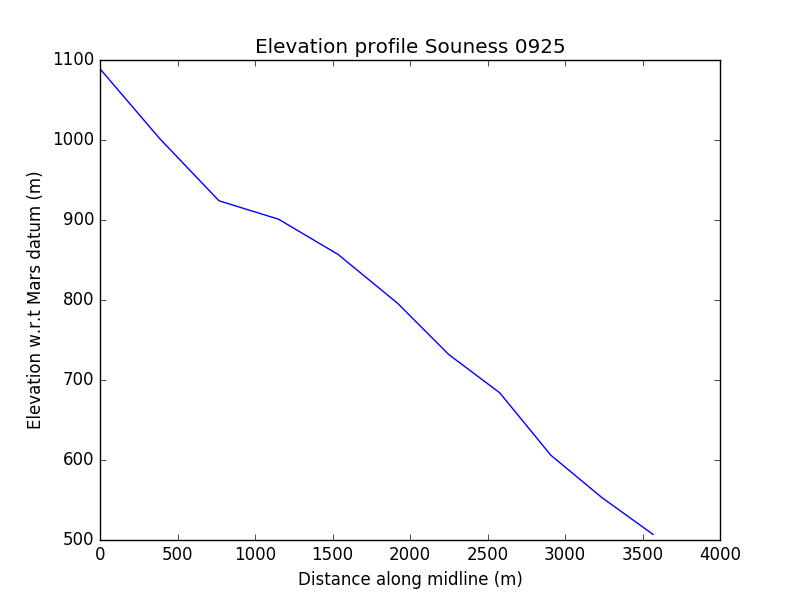 Elevation profile Souness 0925
1100
1000
900
800
700
600
500
Elevation w.r.t Mars datum (m)
0 500 1000 1500 2000 2500 3000 3500 4000
Distance along midline (m)